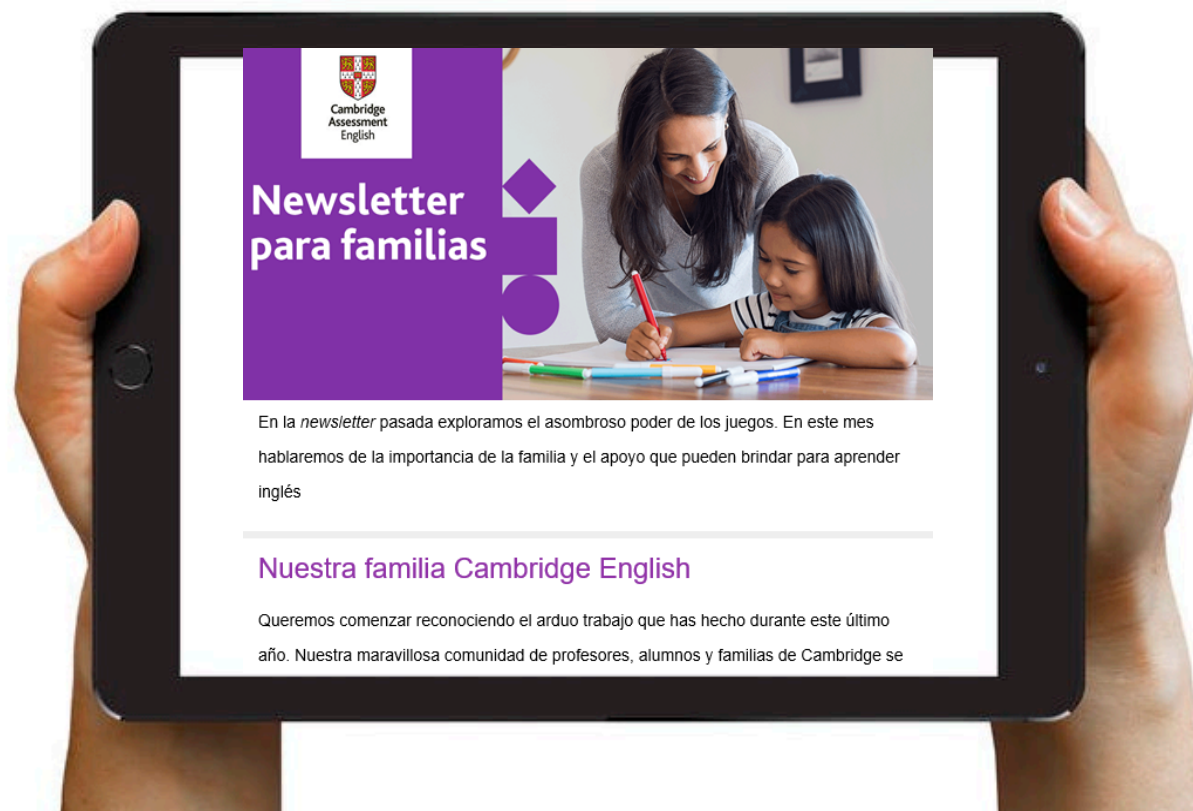 Cambridge
Assessment
English
Newsletter
para familias
En la newsletter pasada exploramos el asombroso poder de los juegos. En este mes
hablaremos de la importancia de la familia y el apoyo que pueden brindar para aprender
inglés
Nuestra familia Cambridge English
Queremos comenzar reconociendo el arduo trabajo que has hecho durante este último
año. Nuestra maravillosa comunidad de profesores, alumnos y familias de Cambridge se